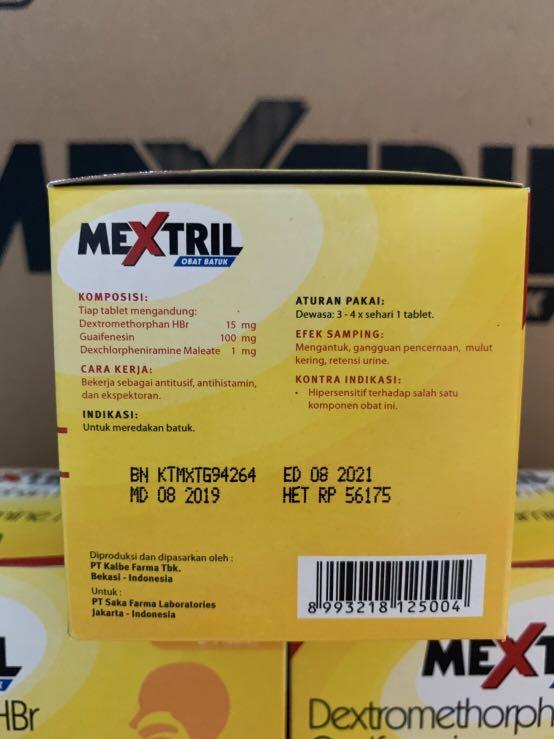 MEXTRIL
MEXTRIL
OBAT BATUK
KOMPOSISI:
Tiap tablet mengandung:
Dextromethorphan HBr 15 mg
Guaifenesin 100 mg
Dexchlorpheniramine Maleate 1 mg
CARA KERJA:
Bekerja sebagai antitusif, antihistamin,
dan ekspektoran.
INDIKASI:
Untuk meredakan batuk.
ATURAN PAKAI:
Dewasa: 3 - 4 x sehari 1 tablet.
EFEK SAMPING:
Mengantuk, gangguan pencernaan, mulut
kering, retensi urine.
KONTRA INDIKASI:
• Hipersensitif terhadap salah satu
komponen obat ini.
BN KTMXTG94264 ED 08 2021
MD 08 2019 HET RP 56175
Diproduksi dan dipasarkan oleh :
PT Kalbe Farma Tbk.
Bekasi - Indonesia
Untuk :
PT Saka Farma Laboratories
Jakarta - Indonesia
8 993218 125004
MEXT
HBr
Dextromethorph